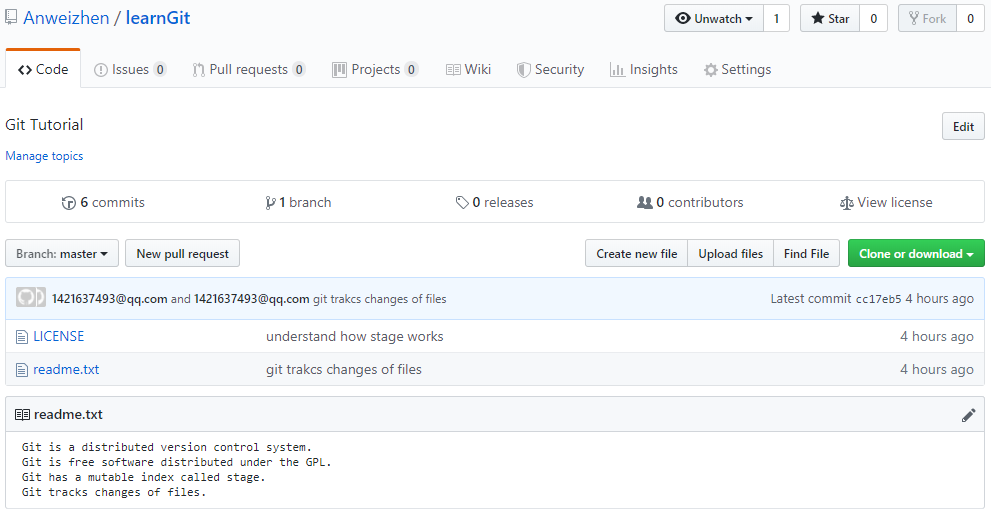 Anweizhen / learnGit
Unwatch 1 Star 0 Fork 0
Code Issues 0 Pull requests 0 Projects 0 Wiki Security Insights Settings
Git Tutorial
Edit
Manage topics
6 commits 1 branch 0 releases 0 contributors View license
Branch: master New pull request Create new file Upload files Find File Clone or download
1421637493@qq.com and 1421637493@qq.com git trakcs changes of files Latest commit cc17eb5 4 hours ago
LICENSE understand how stage works 4 hours ago
readme.txt git trakcs changes of files 4 hours ago
readme.txt
Git is a distributed version control system.
Git is free software distributed under the GPL.
Git has a mutable index called stage.
Git tracks changes of files.